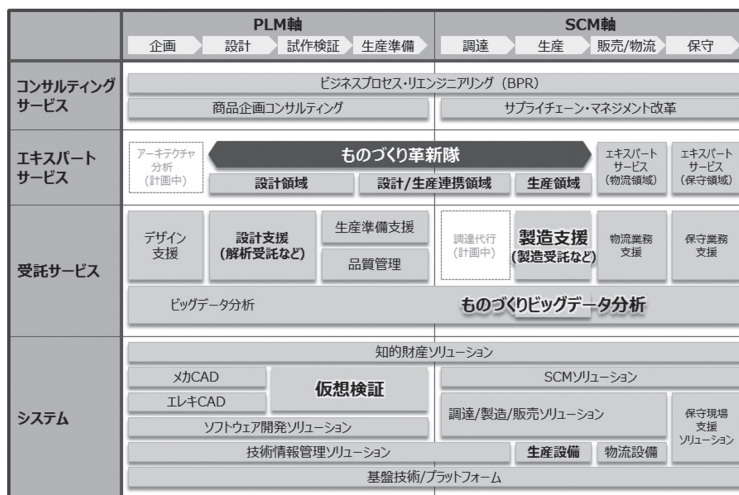 PLM軸
SCM軸
企画
設計
試作検証
生産準備
調達
生産
販売/物流
保守
コンサルティング
サービス
ビジネスプロセス・リエンジニアリング（BPR）
商品企画コンサルティング
サプライチェーン・マネジメント改革
エキスパート
サービス
アーキテクチャ
分析
(計画中)
ものづくり革新隊
設計領域
設計/生産連携領域
生産領域
エキスパート
サービス
(物流領域)
エキスパート
サービス
(保守領域)
受託サービス
デザイン
支援
設計支援
(解析受託など)
生産準備支援
品質管理
調達代行
(計画中)
製造支援
(製造受託など)
物流業務
支援
保守業務
支援
ビッグデータ分析
ものづくりビッグデータ分析
システム
知的財産ソリューション
メカCAD
エレキCAD
仮想検証
SCMソリューション
ソフトウェア開発ソリューション
調達/製造/販売ソリューション
保守現場
支援
ソリューション
技術情報管理ソリューション
生産設備
物流設備
基盤技術/プラットフォーム